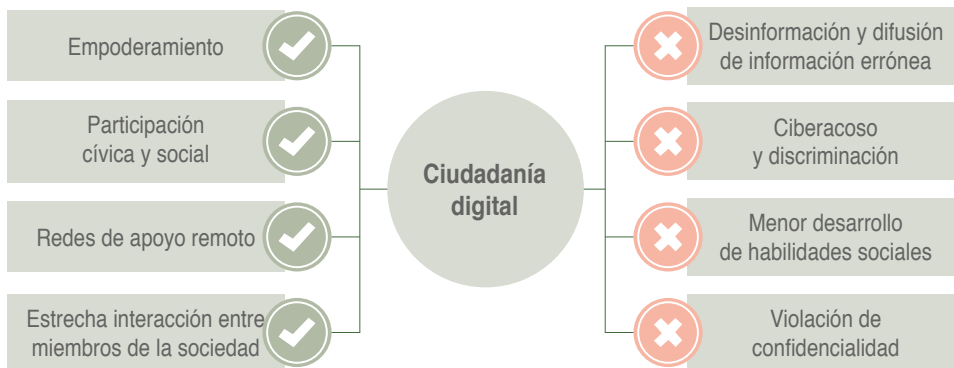 Empoderamiento
Participación
cívica y social
Redes de apoyo remoto
Estrecha interacción entre
miembros de la sociedad
Ciudadanía
digital
Desinformación y difusión
de información errónea
Ciberacoso
y discriminación
Menor desarrollo
de habilidades sociales
Violación de
confidencialidad